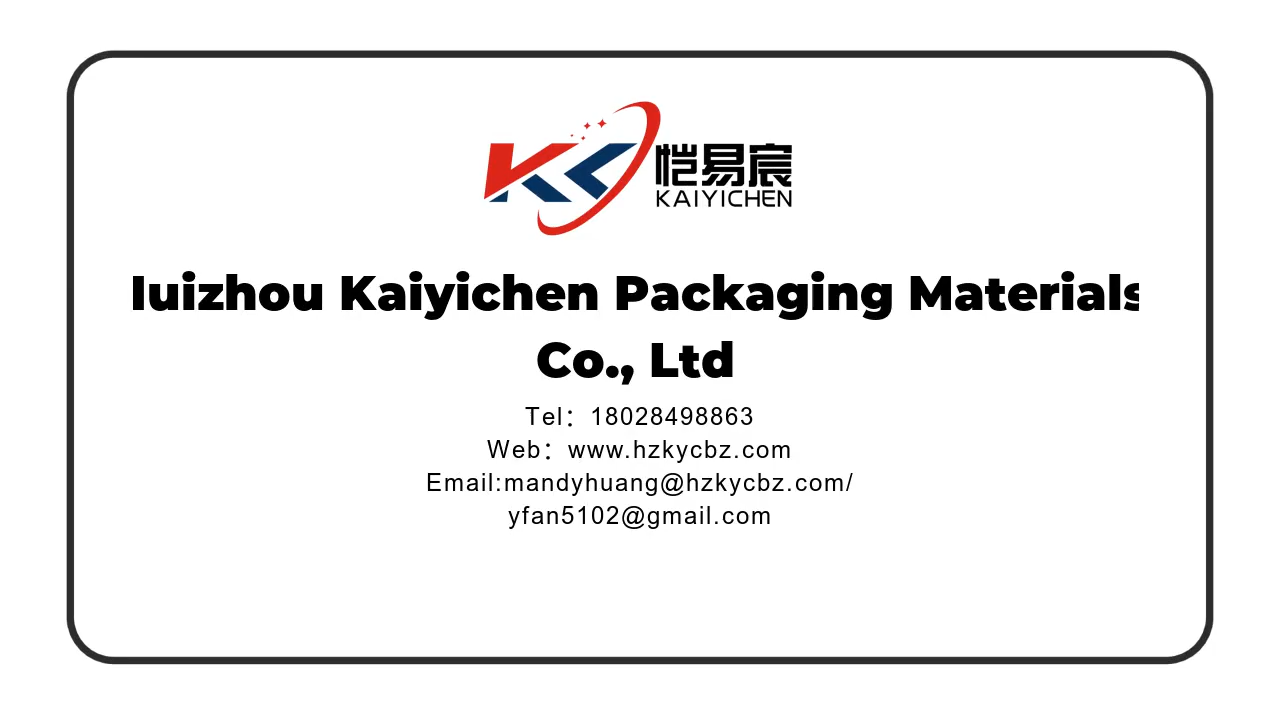 恺易宸
KAIYICHEN
Kaiyichen Packaging Materials
Co., Ltd
Tel：18028498863
Web：www.hzkycbz.com
Email:mandyhuang@hzkycbz.com/
yfan5102@gmail.com